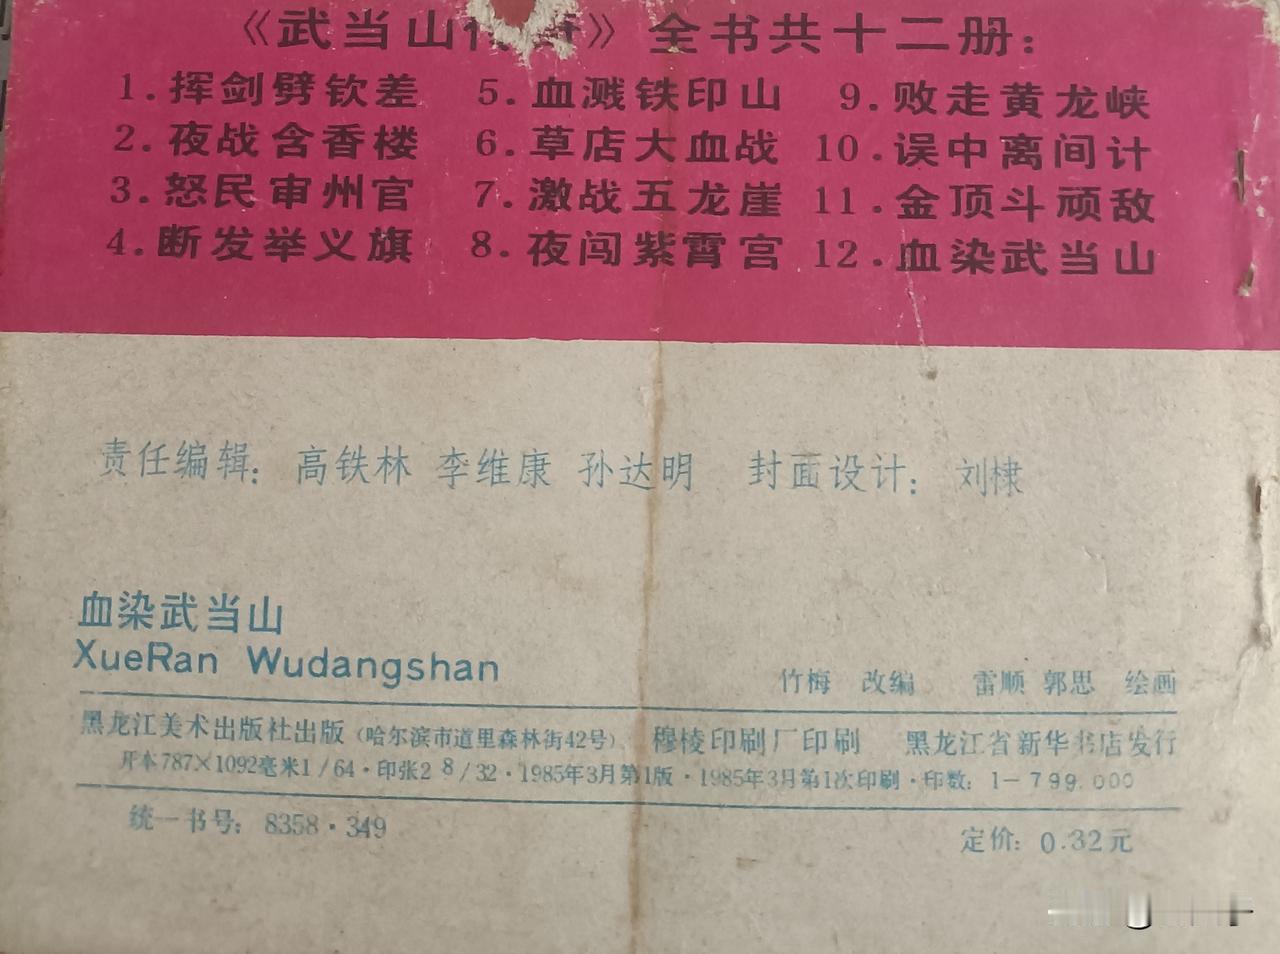 《武当山传奇》全书共十二册：
1.挥剑劈钦差 5.血溅铁印山 9.败走黄龙峡
2.夜战含香楼 6.草店大血战 10.误中离间计
3.怒民审州官 7.激战五龙崖 11.金顶斗顽敌
4.断发举义旗 8.夜闯紫霄宫 12.血染武当山
责任编辑：高铁林 李维康 孙达明 封面设计：刘棣
血染武当山
XueRan Wudangshan
竹梅 改编 雷顺 郭思 绘画
黑龙江美术出版社出版（哈尔滨市道里森林街42号） 穆棱印刷厂印刷 黑龙江省新华书店发行
开本787×1092毫米1/64·印张2 8/32·1985年3月第1版·1985年3月第1次印刷·印数：1－799,000
统一书号：8358·349 定价：0.32元